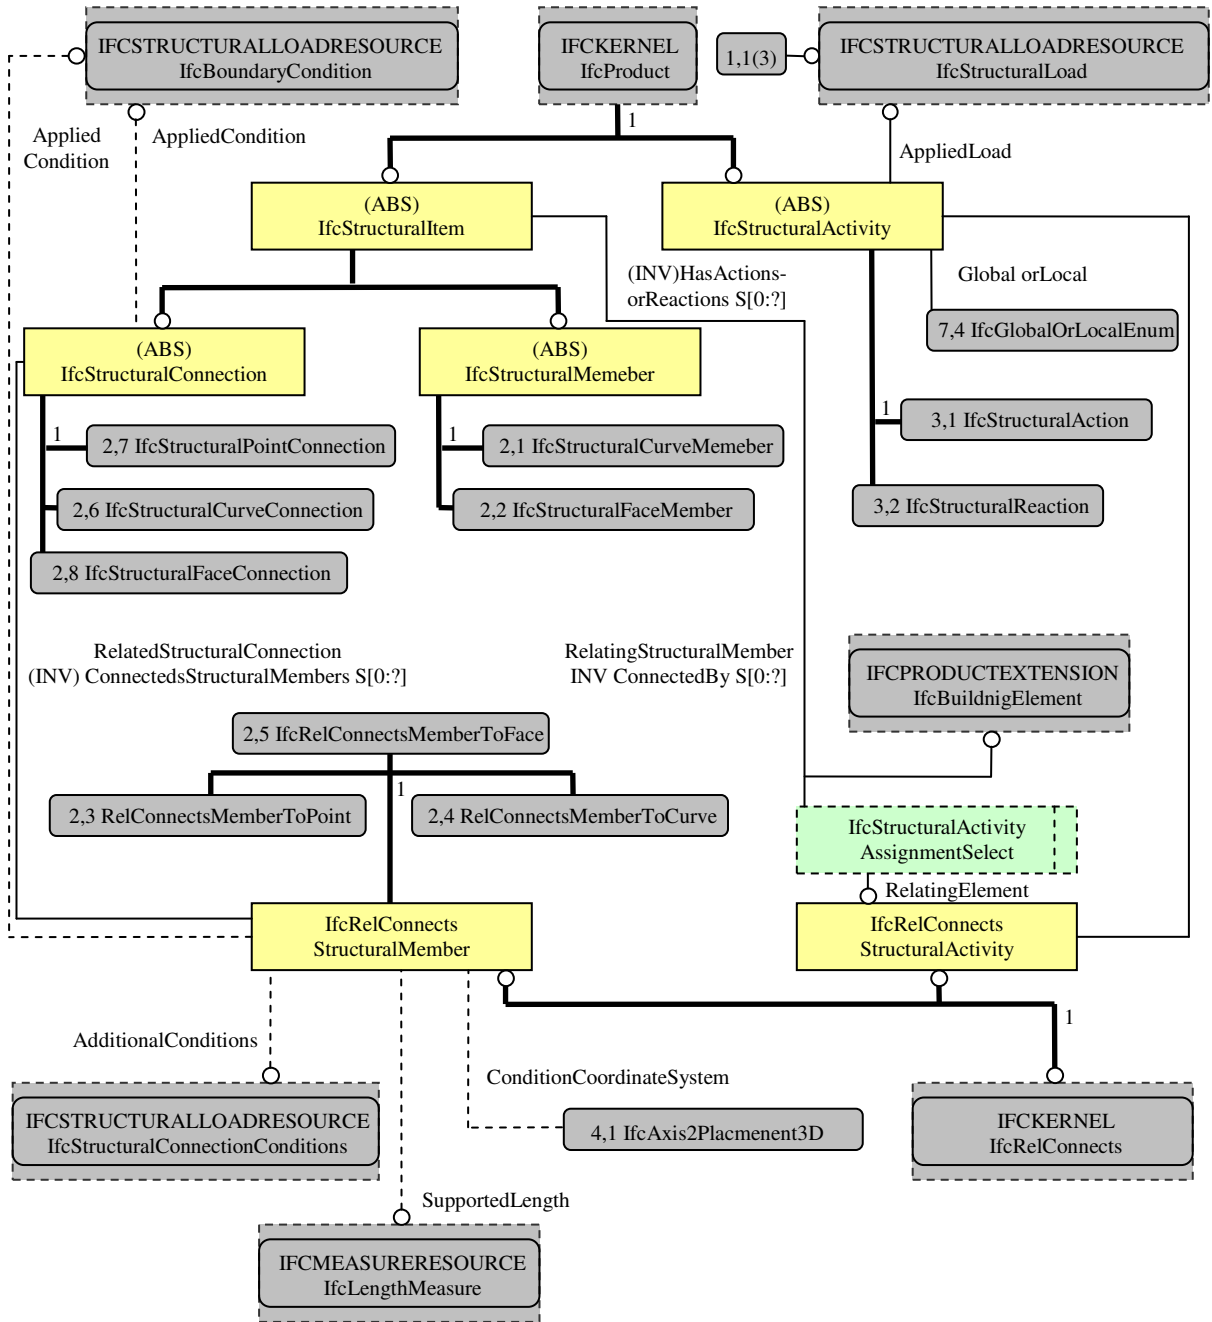 IFCSTRUCTURALLOADRESOURCE
IfcBoundaryCondition
IFCKERNEL
IfcProduct
1,1(3)
IFCSTRUCTURALLOADRESOURCE
IfcStructuralLoad
1
Applied
Condition
AppliedCondition
AppliedLoad
(ABS)
IfcStructuralItem
(ABS)
IfcStructuralActivity
(INV)HasActions-
orReactions S[0:?]
Global orLocal
7,4 IfcGlobalOrLocalEnum
(ABS)
IfcStructuralConnection
(ABS)
IfcStructuralMemeber
1
2,7 IfcStructuralPointConnection
1
2,1 IfcStructuralCurveMemeber
1
3,1 IfcStructuralAction
2,6 IfcStructuralCurveConnection
2,2 IfcStructuralFaceMember
3,2 IfcStructuralReaction
2,8 IfcStructuralFaceConnection
RelatedStructuralConnection
(INV) ConnectedsStructuralMembers S[0:?]
RelatingStructuralMember
INV ConnectedBy S[0:?]
IFCPRODUCTEXTENSION
IfcBuildnigElement
2,5 IfcRelConnectsMemberToFace
1
2,3 RelConnectsMemberToPoint
2,4 RelConnectsMemberToCurve
IfcStructuralActivity
AssignmentSelect
RelatingElement
IfcRelConnects
StructuralMember
IfcRelConnects
StructuralActivity
1
AdditionalConditions
ConditionCoordinateSystem
IFCSTRUCTURALLOADRESOURCE
IfcStructuralConnectionConditions
4,1 IfcAxis2Placmenent3D
IFCKERNEL
IfcRelConnects
SupportedLength
IFCMEASURERESOURCE
IfcLengthMeasure